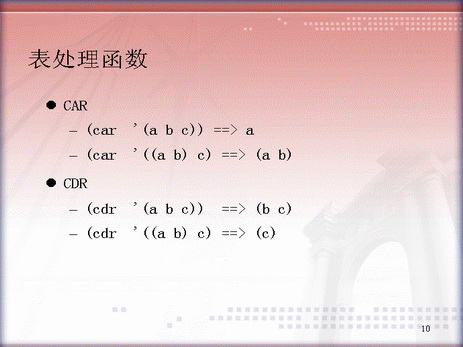 表处理函数
● CAR
– (car '(a b c)) ==> a
– (car '((a b) c) ==> (a b)
● CDR
– (cdr '(a b c)) ==> (b c)
– (cdr '((a b) c) ==> (c)
10